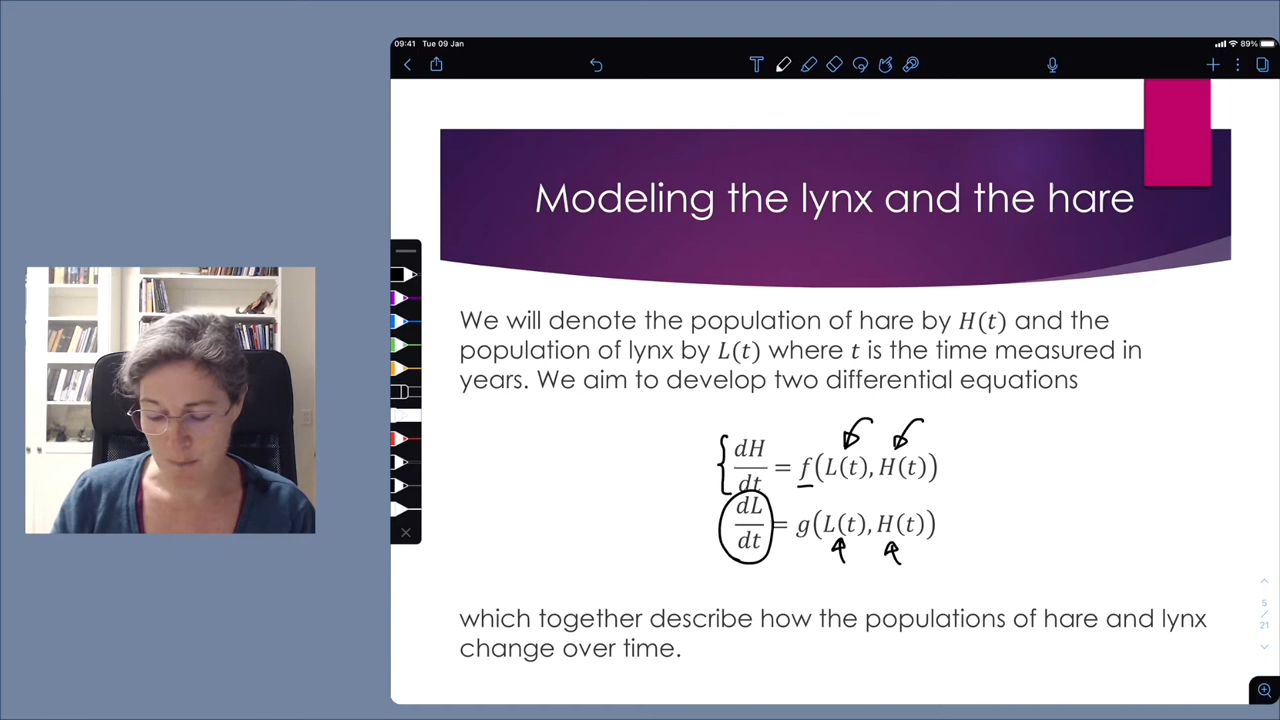 09:41 Tue 09 Jan
89%
Modeling the lynx and the hare
We will denote the population of hare by H(t) and the
population of lynx by L(t) where t is the time measured in
years. We aim to develop two differential equations
dH/dt = f(L(t), H(t))
dL/dt = g(L(t), H(t))
which together describe how the populations of hare and lynx
change over time.
5
/
21